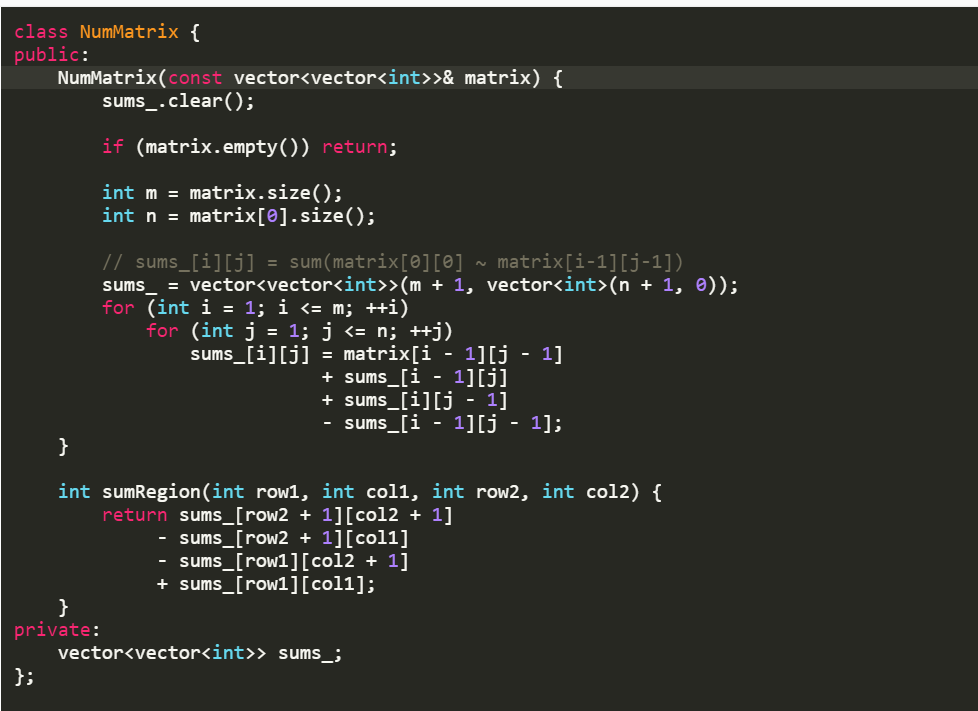 class NumMatrix {
public:
    NumMatrix(const vector<vector<int>>& matrix) {
        sums_.clear();

        if (matrix.empty()) return;

        int m = matrix.size();
        int n = matrix[0].size();

        // sums_[i][j] = sum(matrix[0][0] ~ matrix[i-1][j-1])
        sums_ = vector<vector<int>>(m + 1, vector<int>(n + 1, 0));
        for (int i = 1; i <= m; ++i)
            for (int j = 1; j <= n; ++j)
                sums_[i][j] = matrix[i - 1][j - 1]
                            + sums_[i - 1][j]
                            + sums_[i][j - 1]
                            - sums_[i - 1][j - 1];
    }

    int sumRegion(int row1, int col1, int row2, int col2) {
        return sums_[row2 + 1][col2 + 1]
             - sums_[row2 + 1][col1]
             - sums_[row1][col2 + 1]
             + sums_[row1][col1];
    }
private:
    vector<vector<int>> sums_;
};